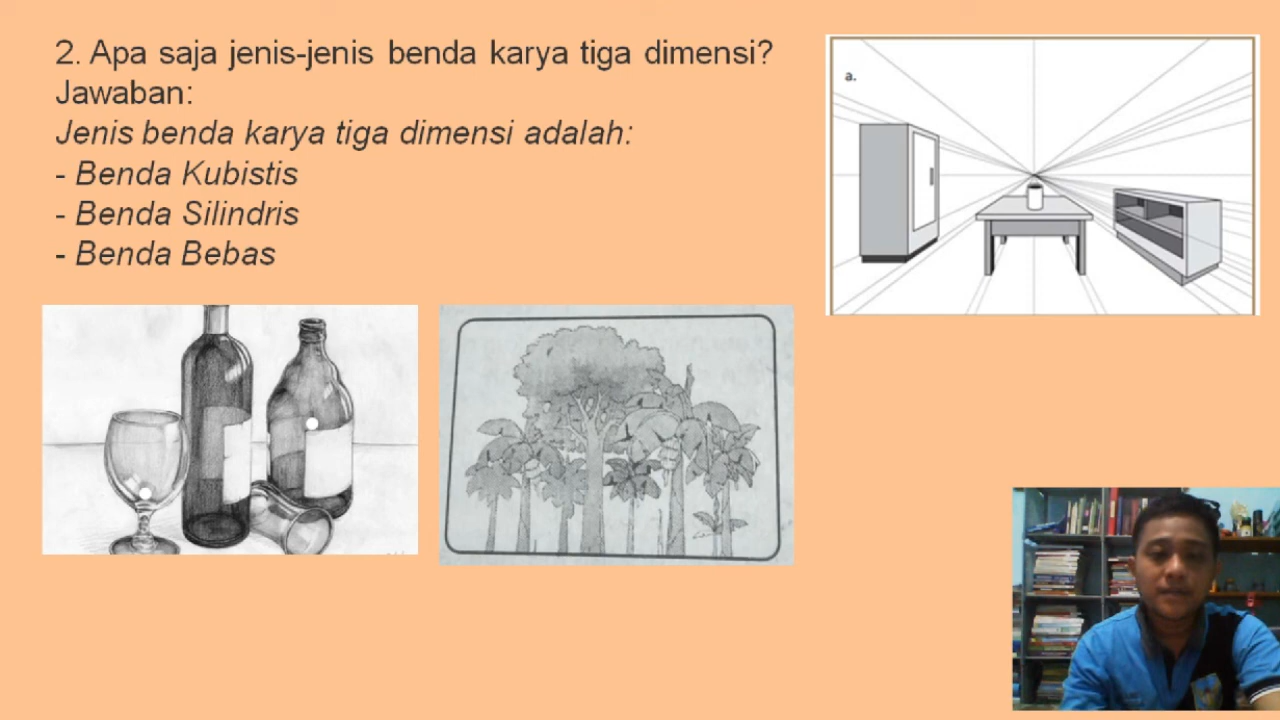 2. Apa saja jenis-jenis benda karya tiga dimensi?
Jawaban:
Jenis benda karya tiga dimensi adalah:
- Benda Kubistis
- Benda Silindris
- Benda Bebas
a.